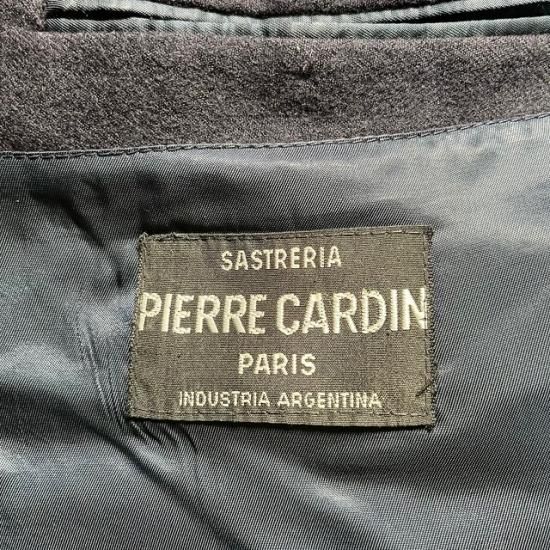 SASTRERIA
PIERRE CARDIN
PARIS
INDUSTRIA ARGENTINA